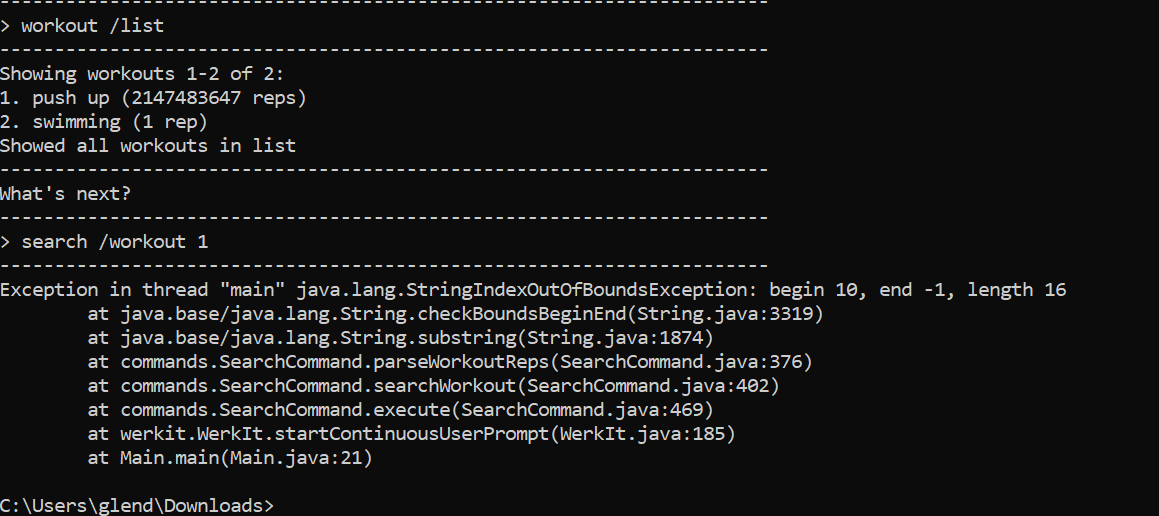 --------------------------------------------------------------------
> workout /list
--------------------------------------------------------------------
Showing workouts 1-2 of 2:
1. push up (2147483647 reps)
2. swimming (1 rep)
Showed all workouts in list
--------------------------------------------------------------------
What's next?
--------------------------------------------------------------------
> search /workout 1
--------------------------------------------------------------------
Exception in thread "main" java.lang.StringIndexOutOfBoundsException: begin 10, end -1, length 16
        at java.base/java.lang.String.checkBoundsBeginEnd(String.java:3319)
        at java.base/java.lang.String.substring(String.java:1874)
        at commands.SearchCommand.parseWorkoutReps(SearchCommand.java:376)
        at commands.SearchCommand.searchWorkout(SearchCommand.java:402)
        at commands.SearchCommand.execute(SearchCommand.java:469)
        at werkit.WerkIt.startContinuousUserPrompt(WerkIt.java:185)
        at Main.main(Main.java:21)
C:\Users\glend\Downloads>